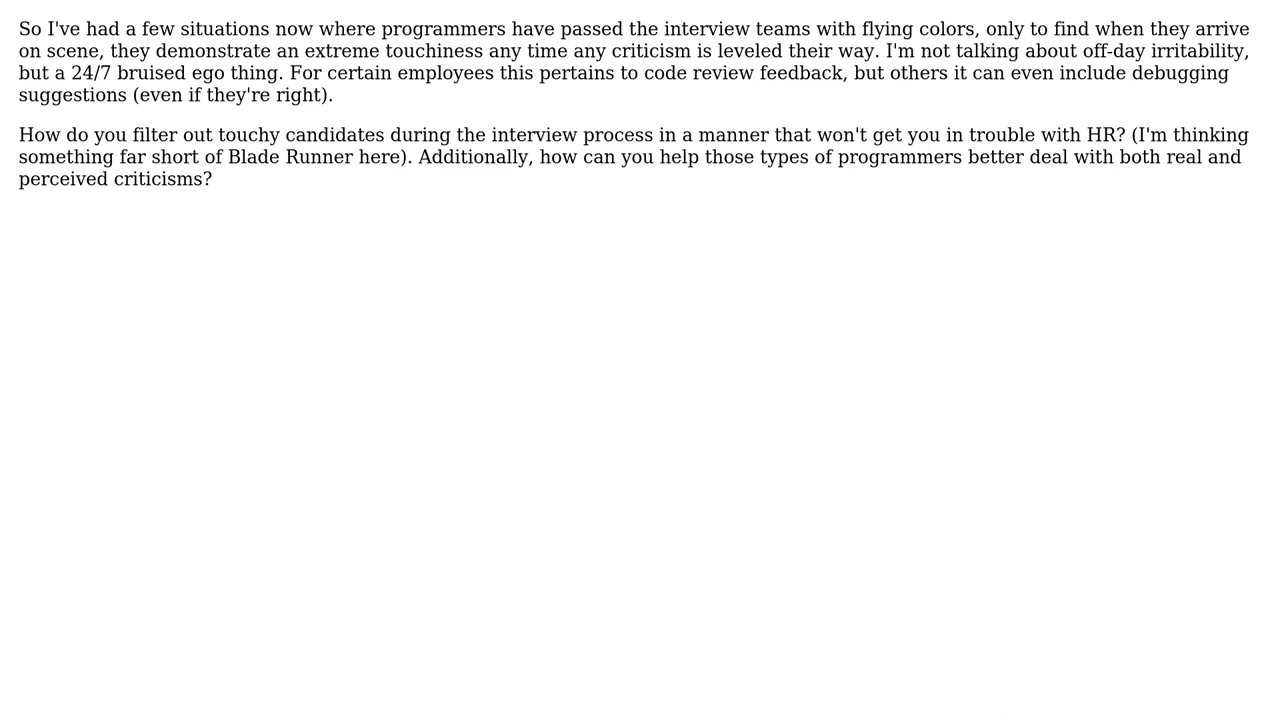 So I've had a few situations now where programmers have passed the interview teams with flying colors, only to find when they arrive
on scene, they demonstrate an extreme touchiness any time any criticism is leveled their way. I'm not talking about off-day irritability,
but a 24/7 bruised ego thing. For certain employees this pertains to code review feedback, but others it can even include debugging
suggestions (even if they're right).
How do you filter out touchy candidates during the interview process in a manner that won't get you in trouble with HR? (I'm thinking
something far short of Blade Runner here). Additionally, how can you help those types of programmers better deal with both real and
perceived criticisms?